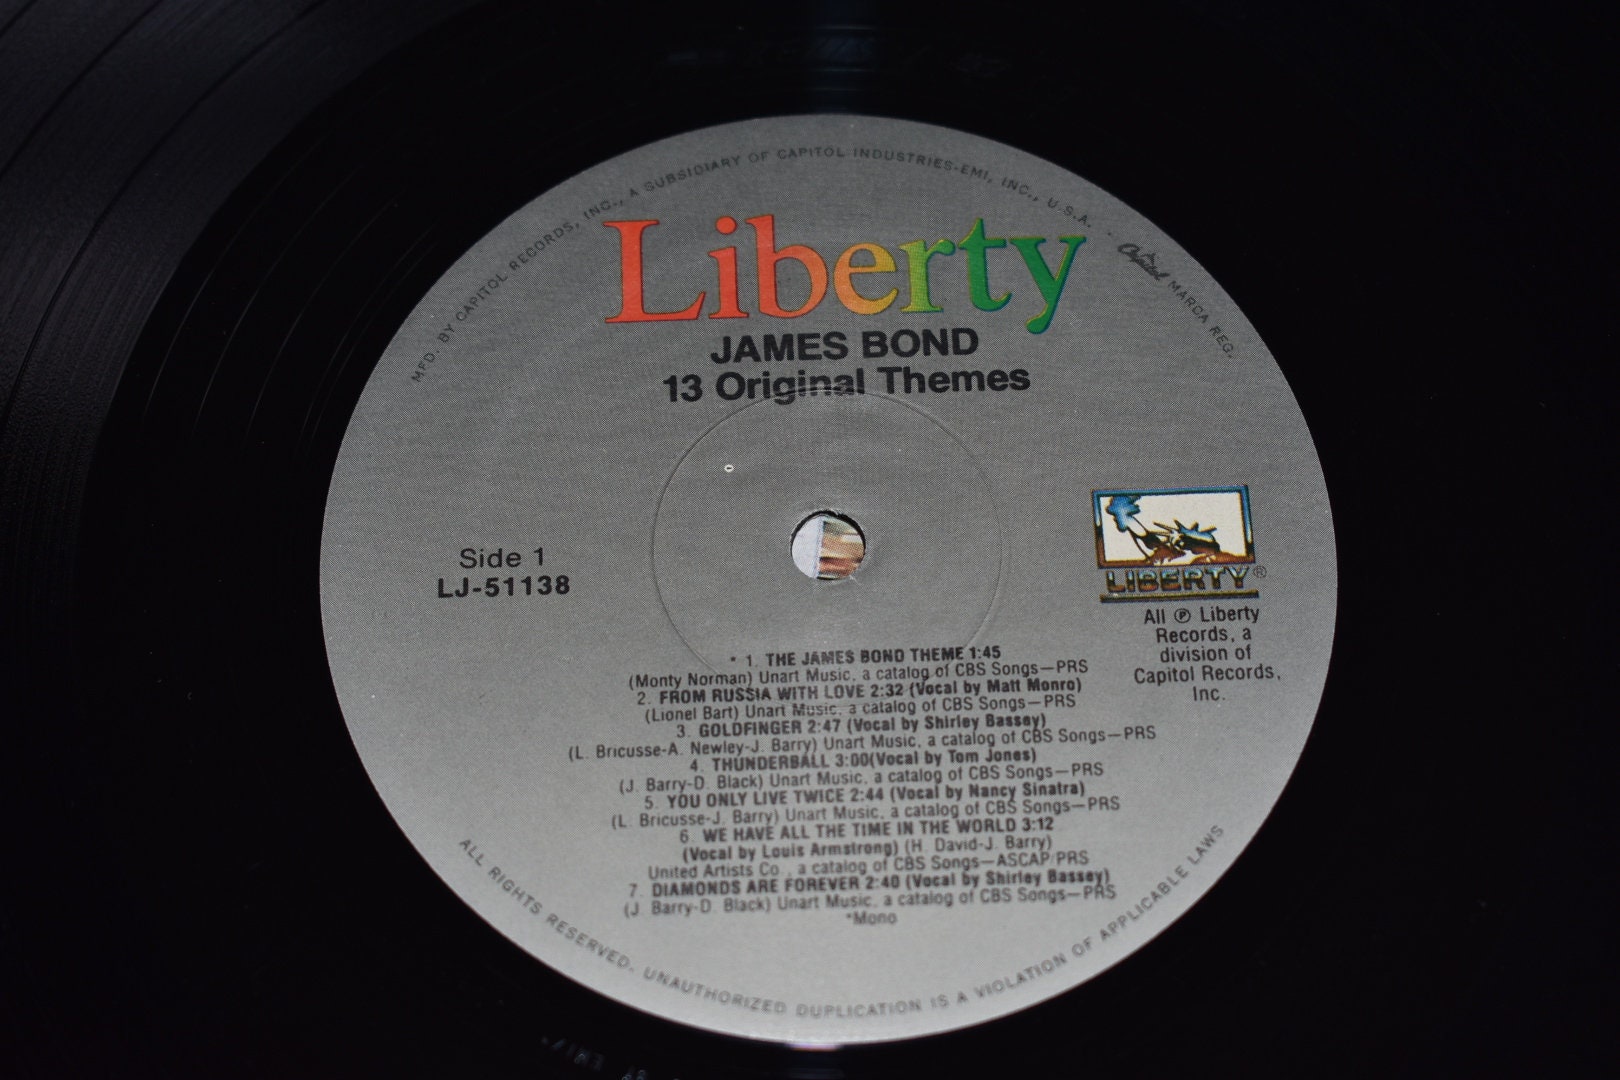 MFD. BY CAPITOL RECORDS, INC., A SUBSIDIARY OF CAPITOL INDUSTRIES-EMI, INC., U.S.A. · Capitol MARCA REG.
Liberty
JAMES BOND
13 Original Themes
Side 1
LJ-51138
LIBERTY®
All ℗ Liberty
Records, a
division of
Capitol Records,
Inc.
* 1. THE JAMES BOND THEME 1:45
(Monty Norman) Unart Music, a catalog of CBS Songs—PRS
2. FROM RUSSIA WITH LOVE 2:32 (Vocal by Matt Monro)
(Lionel Bart) Unart Music, a catalog of CBS Songs—PRS
3. GOLDFINGER 2:47 (Vocal by Shirley Bassey)
(L. Bricusse-A. Newley-J. Barry) Unart Music, a catalog of CBS Songs—PRS
4. THUNDERBALL 3:00(Vocal by Tom Jones)
(J. Barry-D. Black) Unart Music, a catalog of CBS Songs—PRS
5. YOU ONLY LIVE TWICE 2:44 (Vocal by Nancy Sinatra)
(L. Bricusse-J. Barry) Unart Music, a catalog of CBS Songs—PRS
6. WE HAVE ALL THE TIME IN THE WORLD 3:12
(Vocal by Louis Armstrong) (H. David-J. Barry)
United Artists Co., a catalog of CBS Songs—ASCAP/PRS
7. DIAMONDS ARE FOREVER 2:40 (Vocal by Shirley Bassey)
(J. Barry-D. Black) Unart Music, a catalog of CBS Songs—PRS
*Mono
ALL RIGHTS RESERVED. UNAUTHORIZED DUPLICATION IS A VIOLATION OF APPLICABLE LAWS